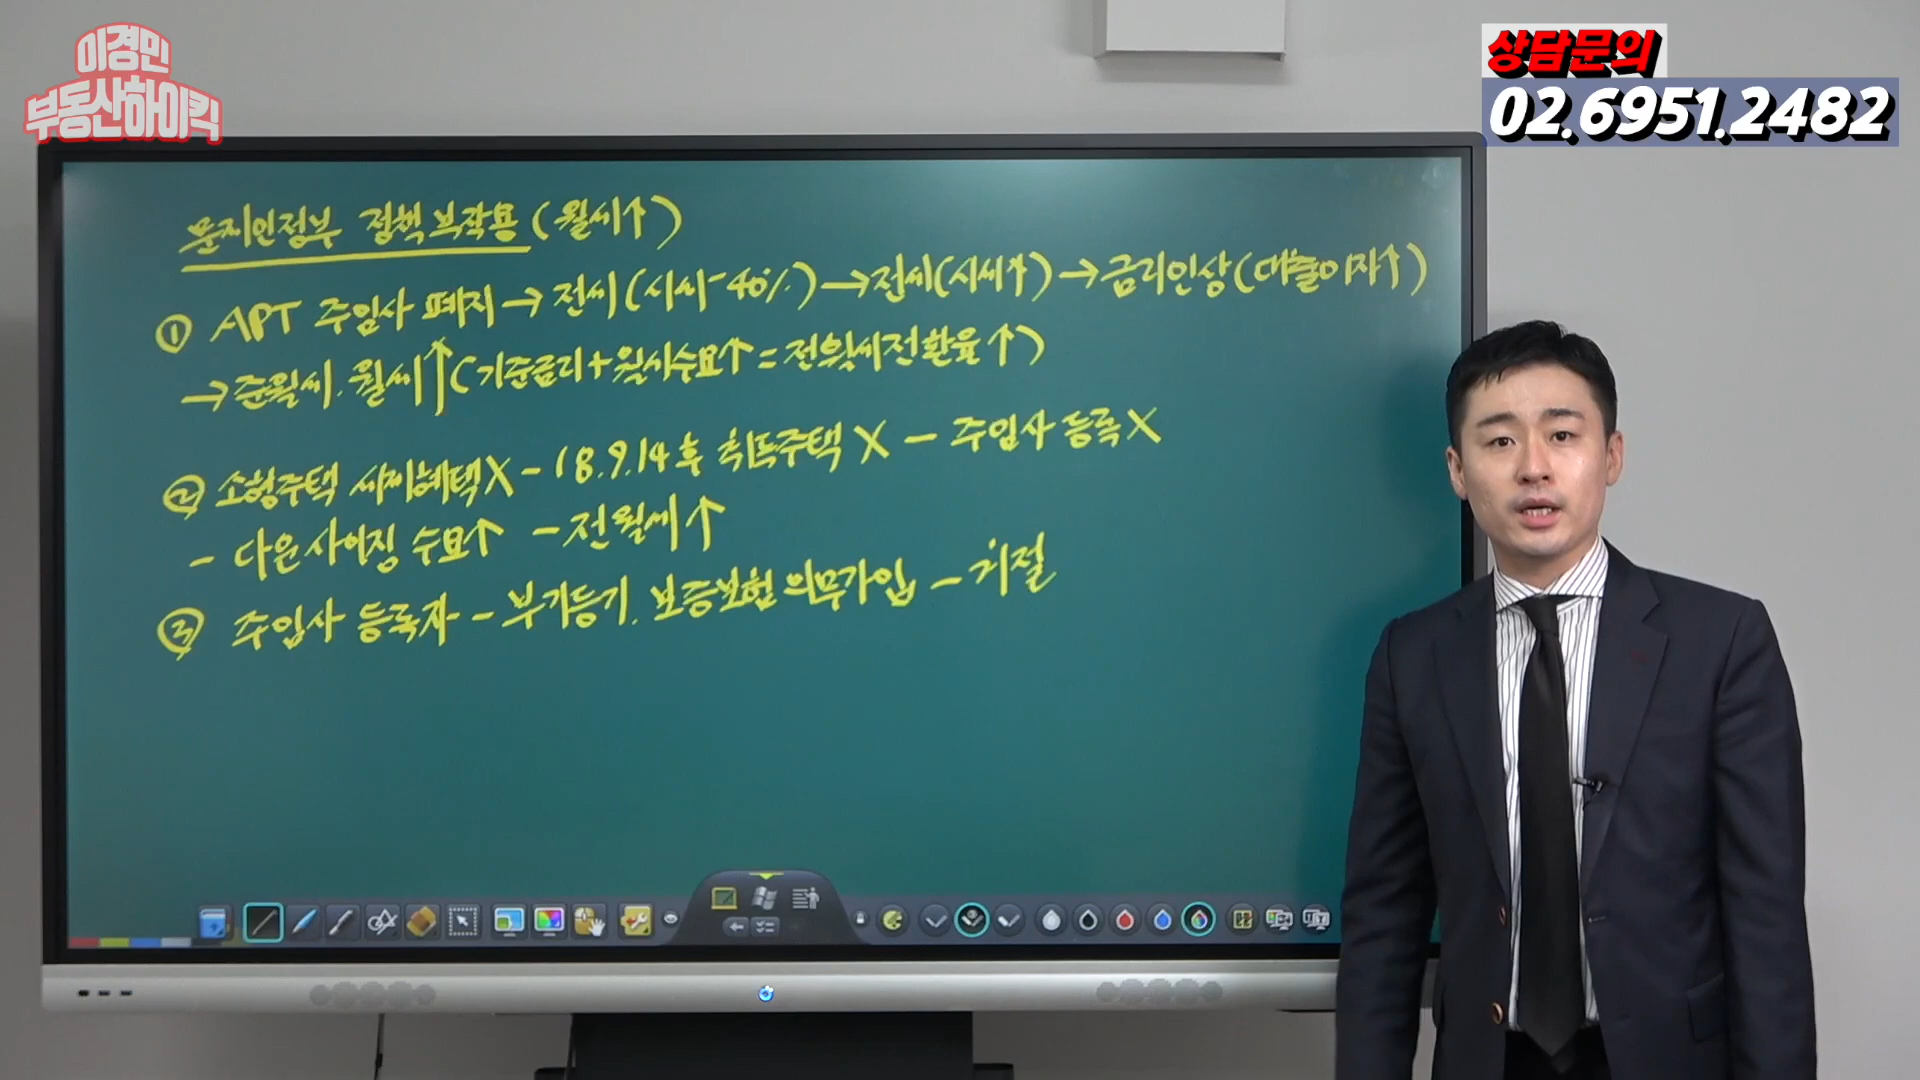 이경민
부동산하이킥
상담문의
02.6951.2482
문재인정부 정책 부작용 (월세↑)
① APT 주임사 폐지 → 전세 (시세-40%) → 전세(시세↑) → 금리인상 (대출이자↑)
→ 준월세. 월세↑ (기준금리+월세수요↑ = 전월세전환율↑)
② 소형주택 세제혜택X - 18.9.14후 취득주택 X - 주임사 등록X
- 다운사이징 수요↑ - 전월세↑
③ 주임사 등록자 - 부기등기. 보증보험 의무가입 - 거절